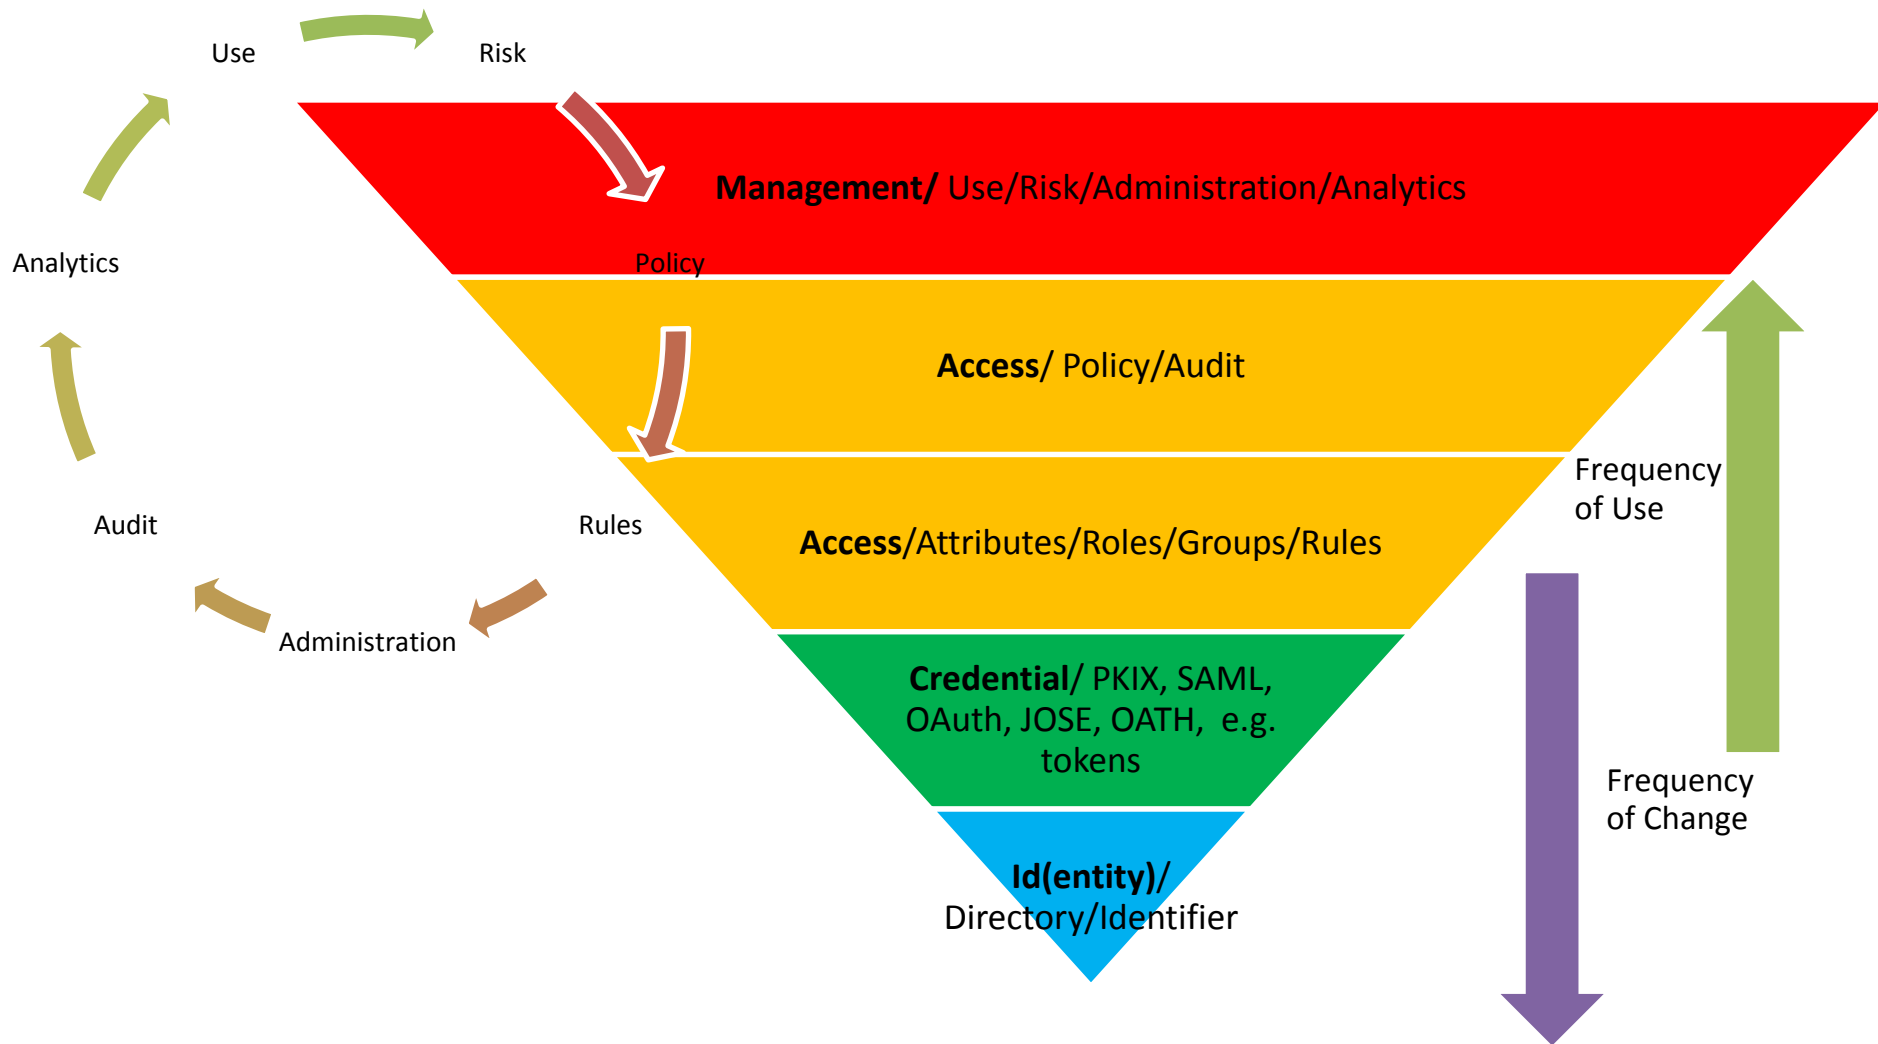 Use
Risk
Management/ Use/Risk/Administration/Analytics
Analytics
Policy
Access/ Policy/Audit
Frequency
of Use
Audit
Rules
Access/Attributes/Roles/Groups/Rules
Administration
Credential/ PKIX, SAML,
OAuth, JOSE, OATH,  e.g.
tokens
Frequency
of Change
Id(entity)/
Directory/Identifier